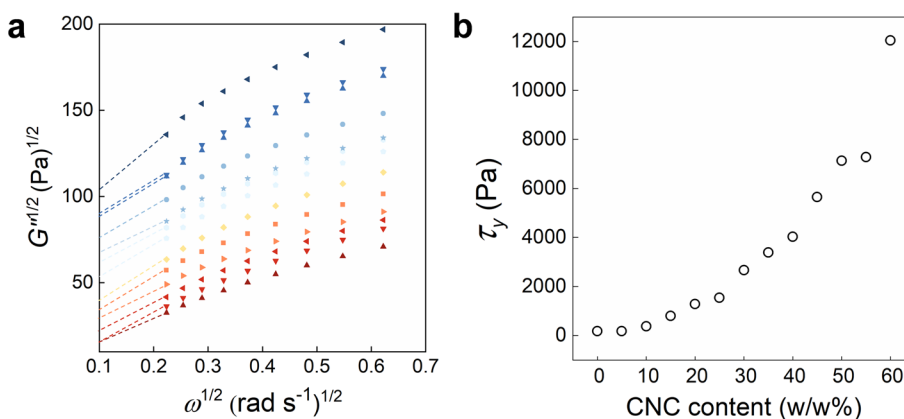 a
200
150
100
50
0.1 0.2 0.3 0.4 0.5 0.6 0.7
G''1/2 (Pa)1/2
ω1/2 (rad s-1)1/2
b
12000
10000
8000
6000
4000
2000
0
0 10 20 30 40 50 60
τy (Pa)
CNC content (w/w%)